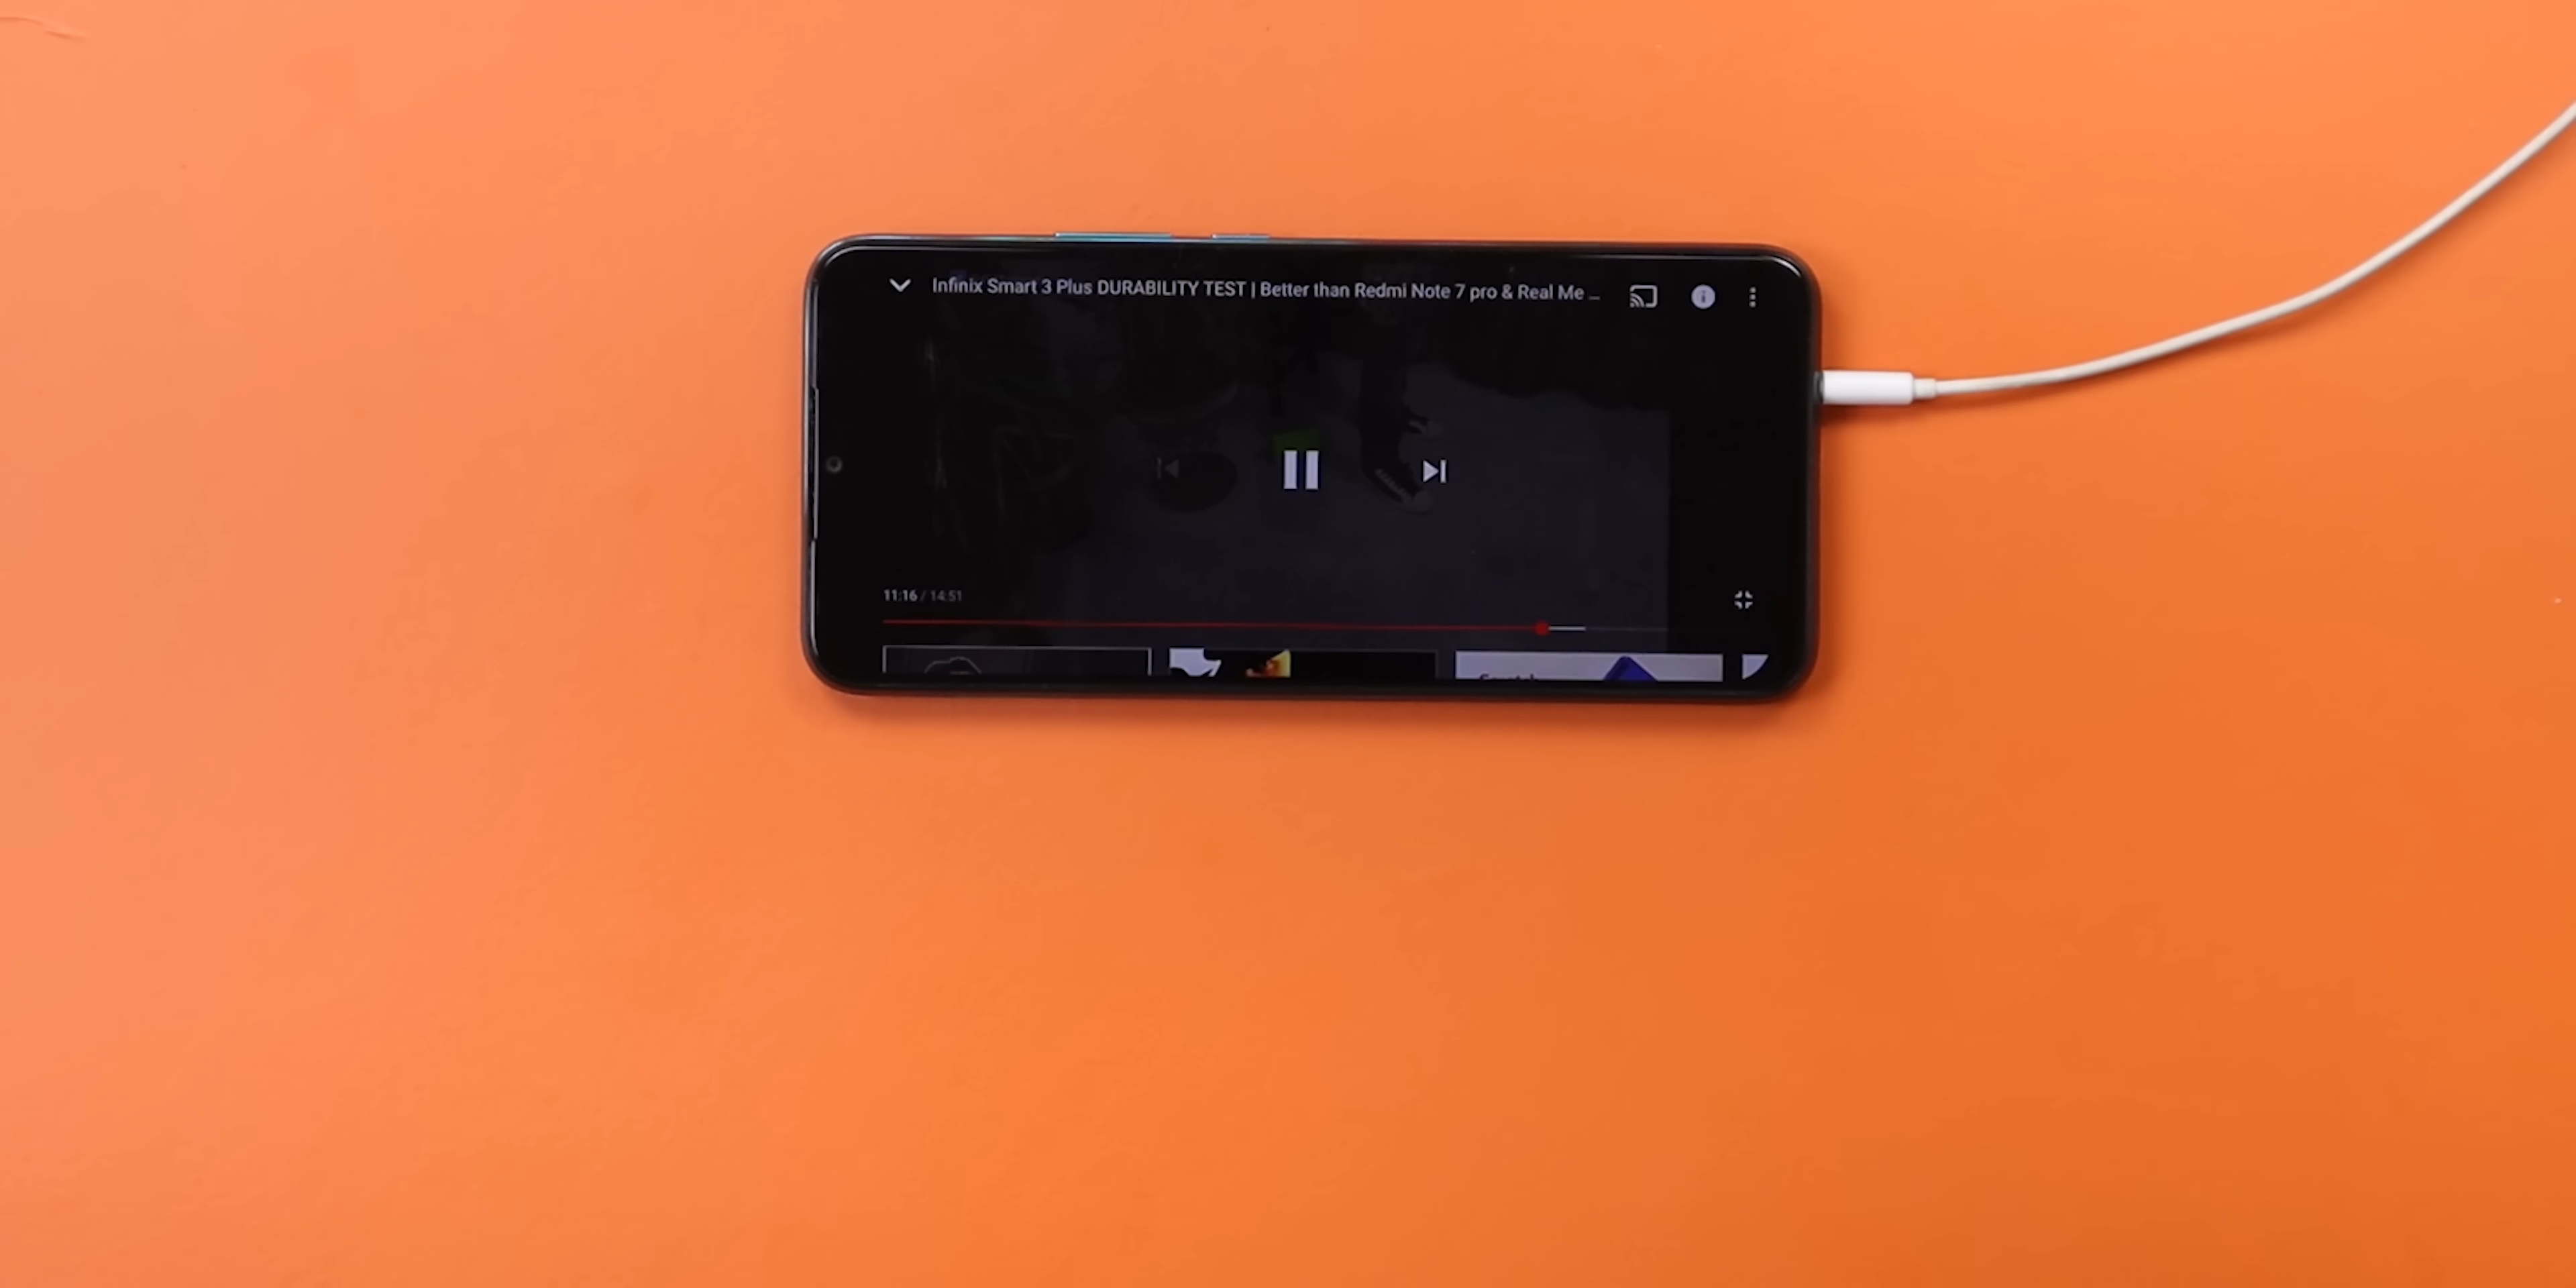 Infinix Smart 3 Plus DURABILITY TEST | Better than Redmi Note 7 pro & Real Me ...
11:16 / 14:51